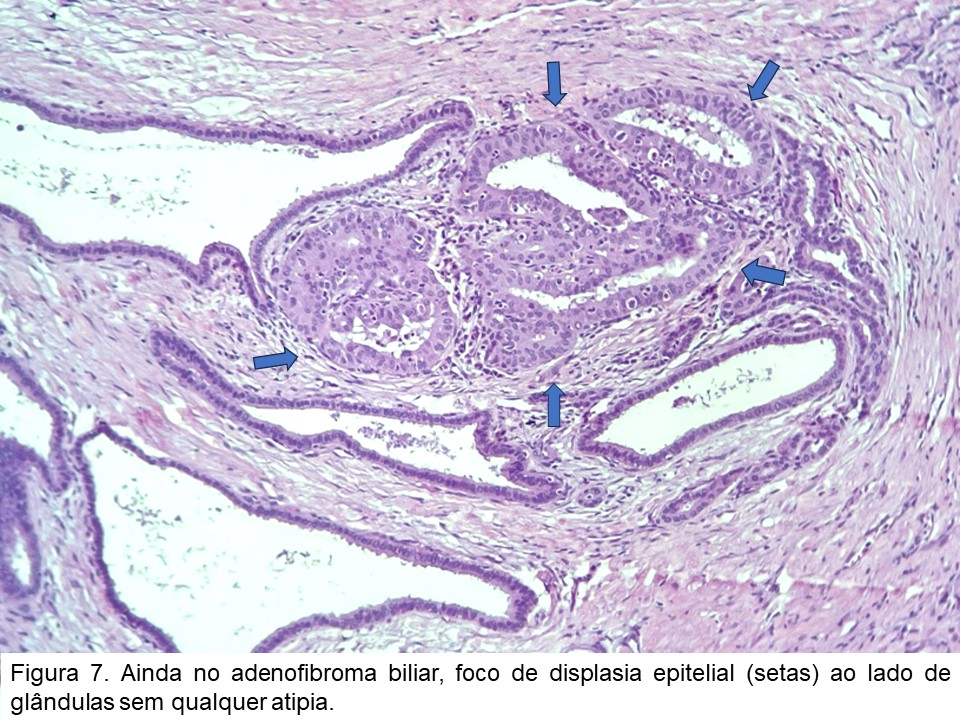 Figura 7. Ainda no adenofibroma biliar, foco de displasia epitelial (setas) ao lado de
glândulas sem qualquer atipia.